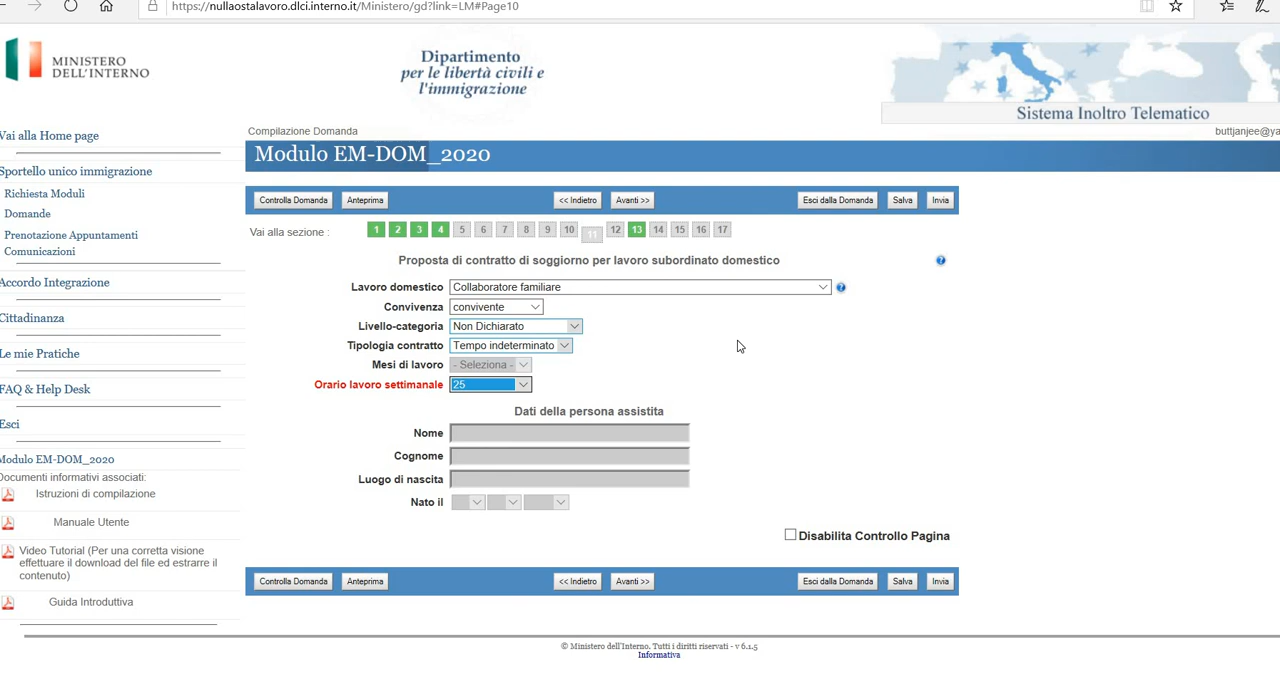 https://nullaostalavoro.dlci.interno.it/Ministero/gd?link=LM#Page10
MINISTERO
DELL'INTERNO
Dipartimento
per le libertà civili e
l'immigrazione
Sistema Inoltro Telematico
Vai alla Home page
Compilazione Domanda
buttjanjee@ya
Modulo EM-DOM_2020
Sportello unico immigrazione
Richiesta Moduli
Domande
Prenotazione Appuntamenti
Comunicazioni
Accordo Integrazione
Cittadinanza
Le mie Pratiche
FAQ & Help Desk
Esci
Modulo EM-DOM_2020
Documenti informativi associati:
Istruzioni di compilazione
Manuale Utente
Video Tutorial (Per una corretta visione
effettuare il download del file ed estrarre il
contenuto)
Guida Introduttiva
Controlla Domanda Anteprima << Indietro Avanti >> Esci dalla Domanda Salva Invia
Vai alla sezione : 1 2 3 4 5 6 7 8 9 10 11 12 13 14 15 16 17
Proposta di contratto di soggiorno per lavoro subordinato domestico
Lavoro domestico Collaboratore familiare
Convivenza convivente
Livello-categoria Non Dichiarato
Tipologia contratto Tempo indeterminato
Mesi di lavoro - Seleziona -
Orario lavoro settimanale 25
Dati della persona assistita
Nome
Cognome
Luogo di nascita
Nato il
Disabilita Controllo Pagina
Controlla Domanda Anteprima << Indietro Avanti >> Esci dalla Domanda Salva Invia
© Ministero dell'Interno. Tutti i diritti riservati - v 6.1.5
Informativa